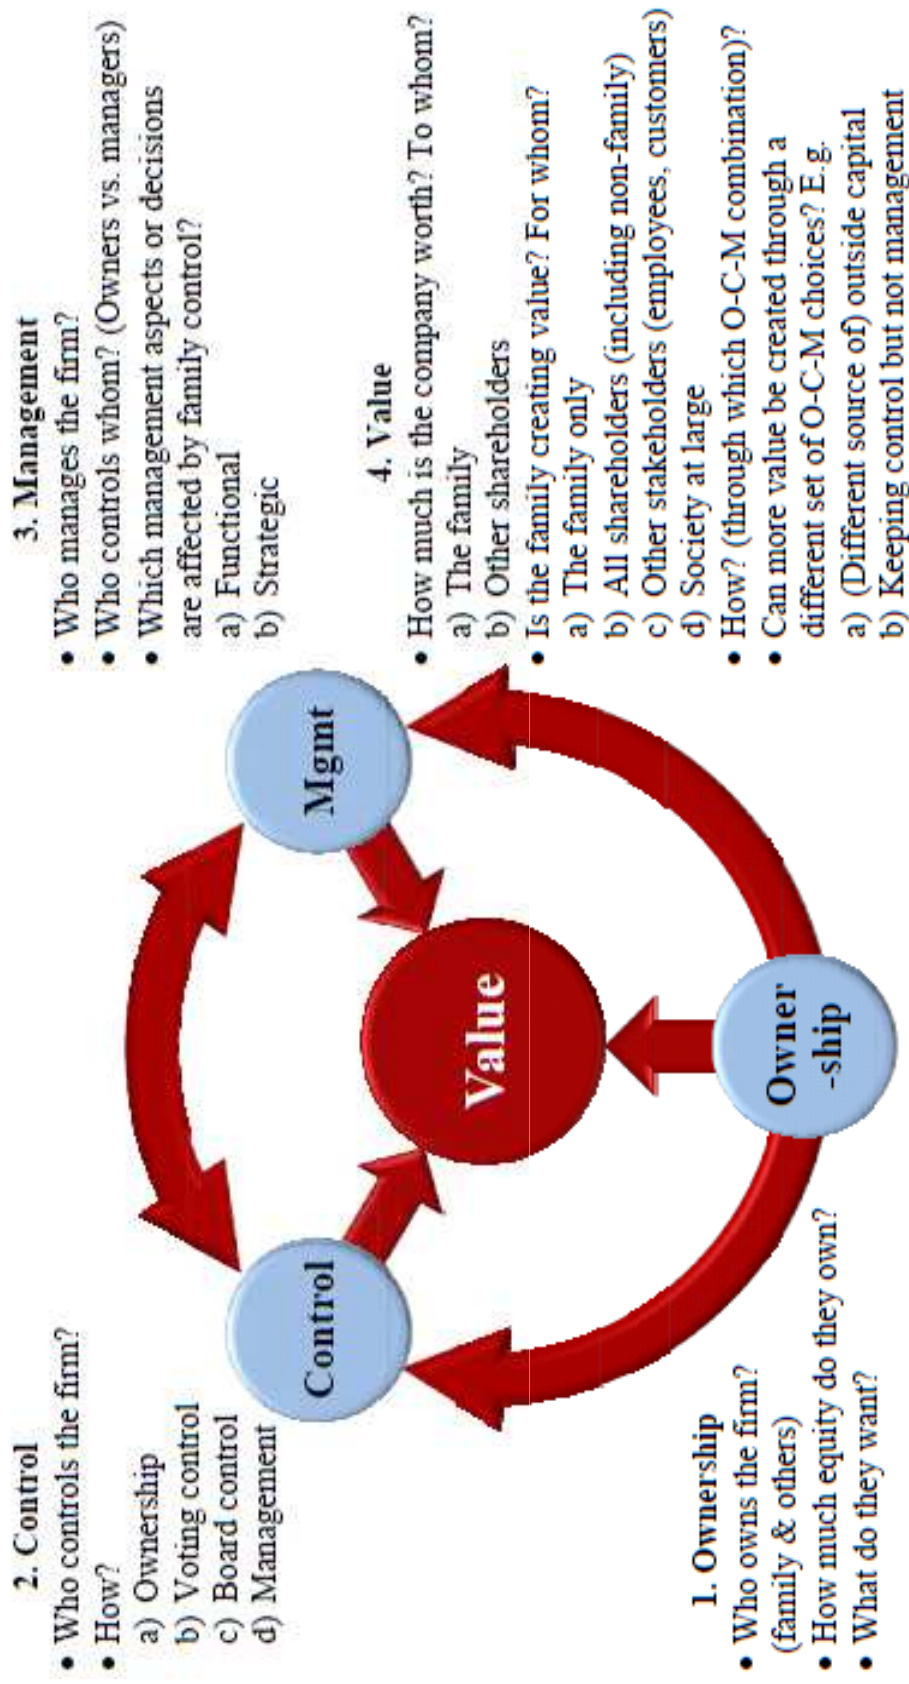 2. Control
• Who controls the firm?
• How?
a) Ownership
b) Voting control
c) Board control
d) Management
3. Management
• Who manages the firm?
• Who controls whom? (Owners vs. managers)
• Which management aspects or decisions
are affected by family control?
a) Functional
b) Strategic
Control
Mgmt
Value
Owner
-ship
1. Ownership
• Who owns the firm?
(family & others)
• How much equity do they own?
• What do they want?
4. Value
• How much is the company worth? To whom?
a) The family
b) Other shareholders
• Is the family creating value? For whom?
a) The family only
b) All shareholders (including non-family)
c) Other stakeholders (employees, customers)
d) Society at large
• How? (through which O-C-M combination)?
• Can more value be created through a
different set of O-C-M choices? E.g.
a) (Different source of) outside capital
b) Keeping control but not management